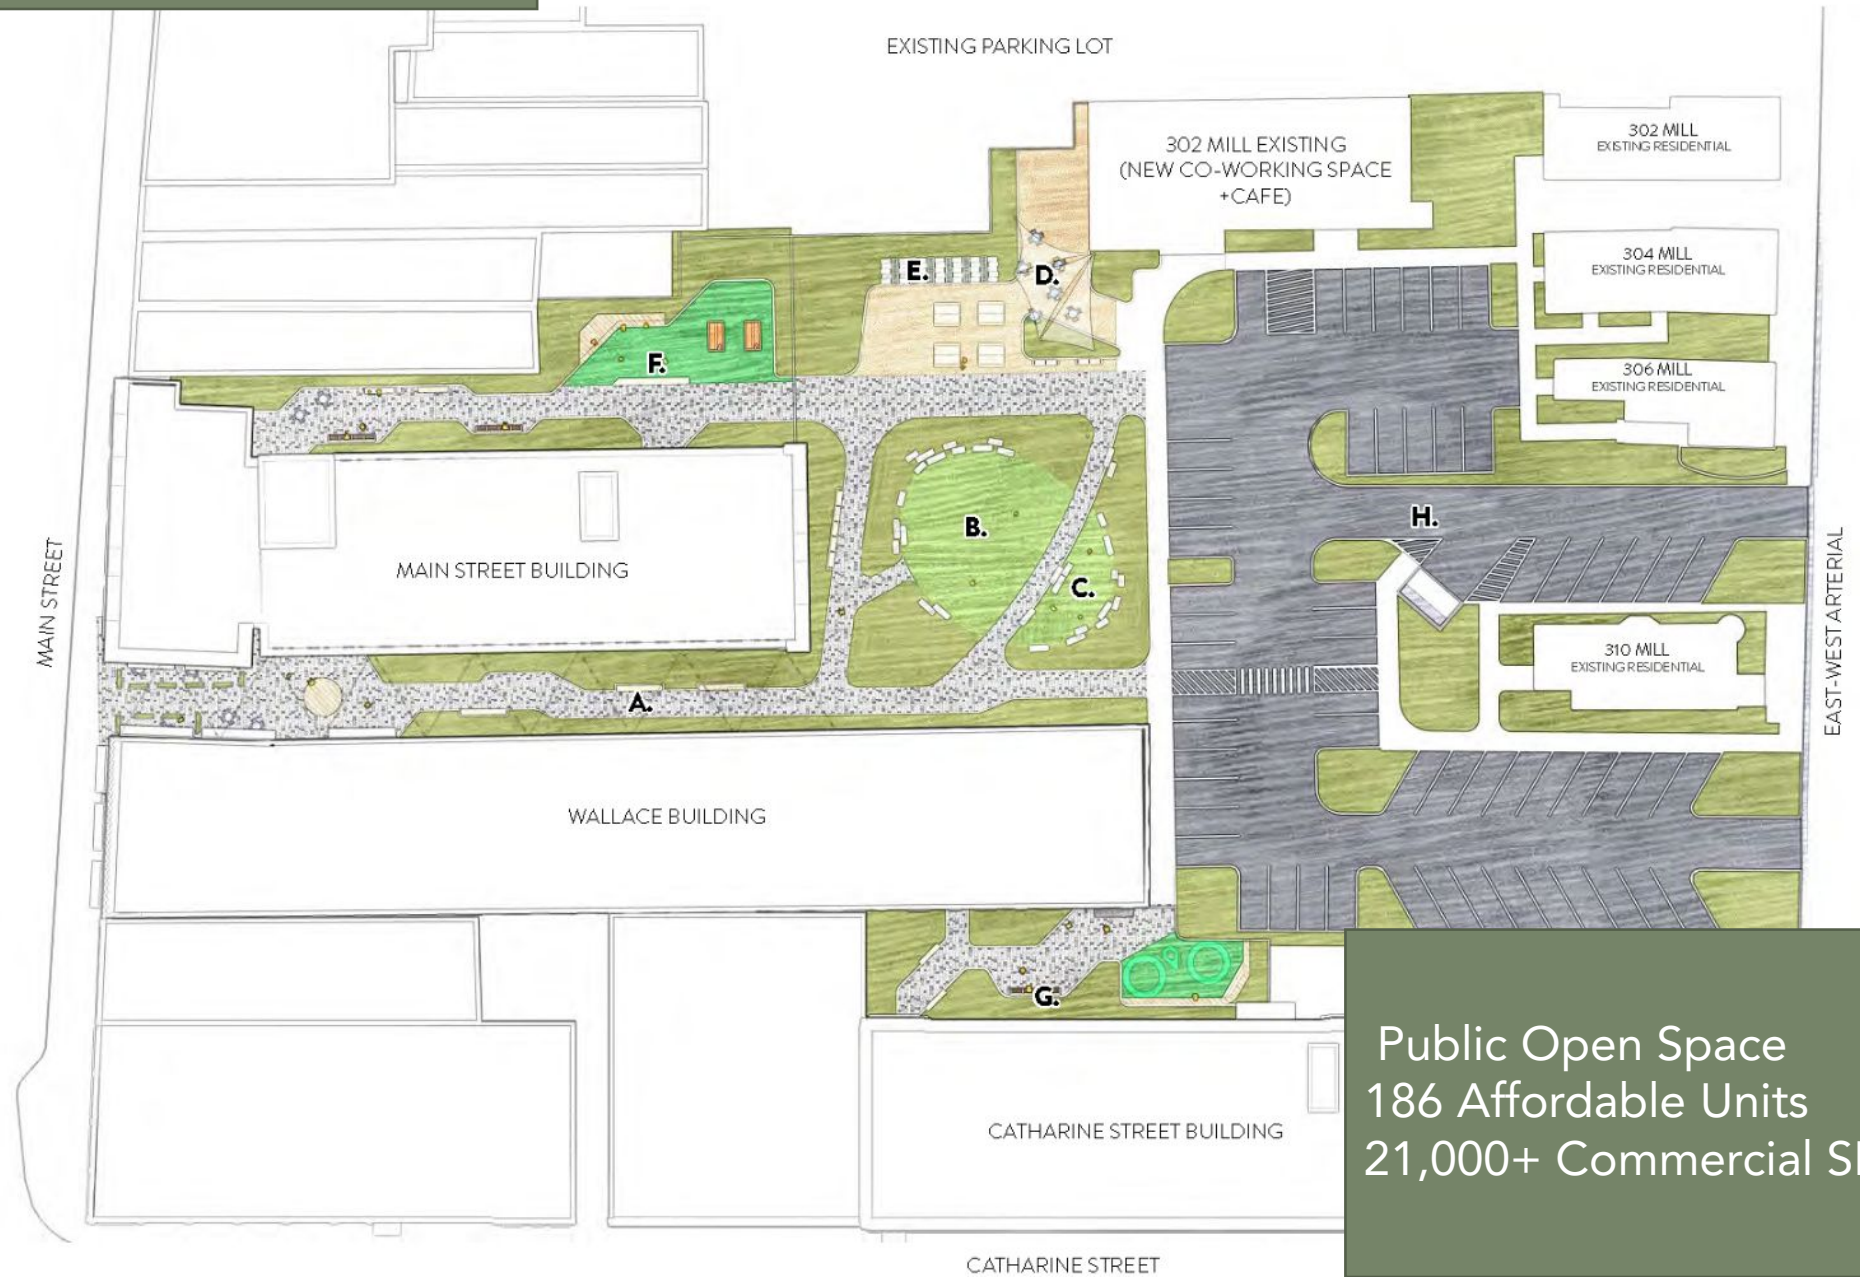 EXISTING PARKING LOT
302 MILL EXISTING
(NEW CO-WORKING SPACE
+CAFE)
302 MILL
EXISTING RESIDENTIAL
304 MILL
EXISTING RESIDENTIAL
306 MILL
EXISTING RESIDENTIAL
E.
D.
F.
B.
C.
H.
MAIN STREET
MAIN STREET BUILDING
A.
310 MILL
EXISTING RESIDENTIAL
EAST-WEST ARTERIAL
WALLACE BUILDING
G.
CATHARINE STREET BUILDING
CATHARINE STREET
Public Open Space
186 Affordable Units
21,000+ Commercial